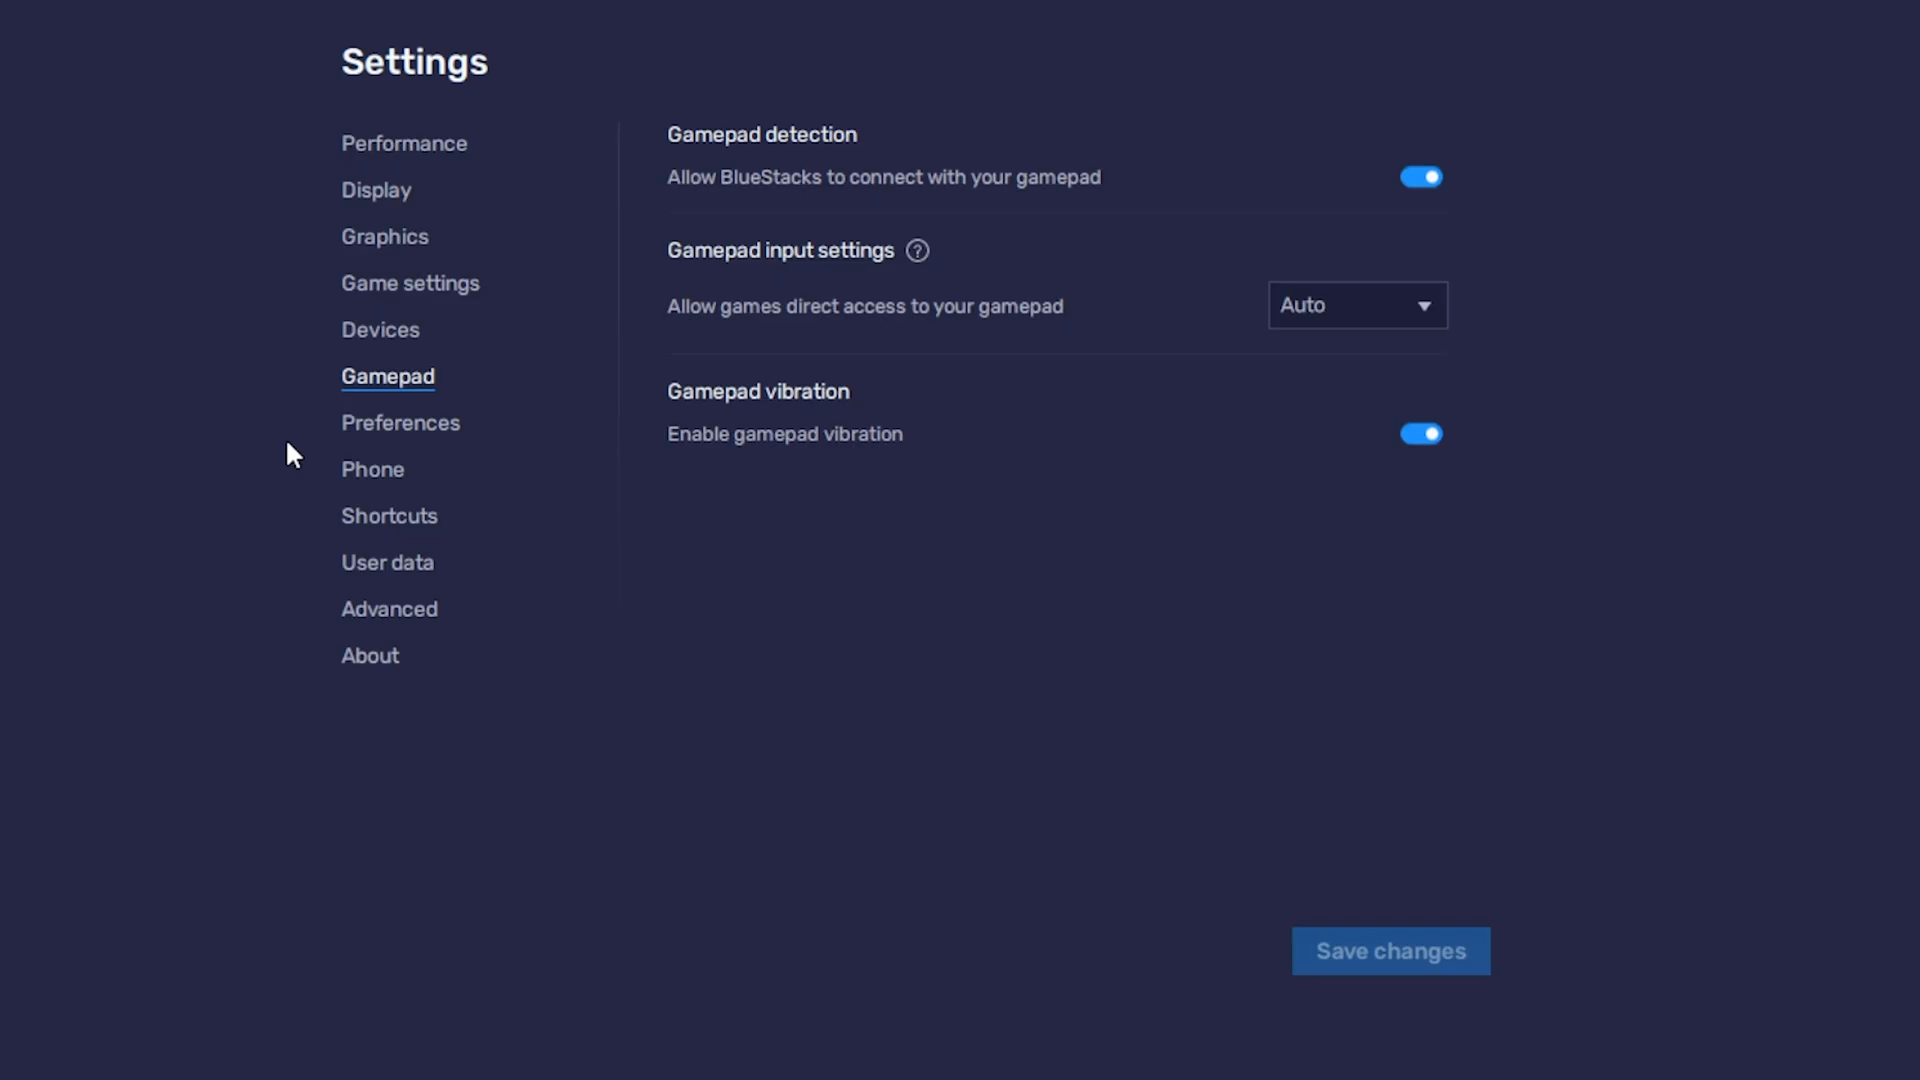 Settings
Performance
Display
Graphics
Game settings
Devices
Gamepad
Preferences
Phone
Shortcuts
User data
Advanced
About
Gamepad detection
Allow BlueStacks to connect with your gamepad
Gamepad input settings ?
Allow games direct access to your gamepad
Auto
Gamepad vibration
Enable gamepad vibration
Save changes